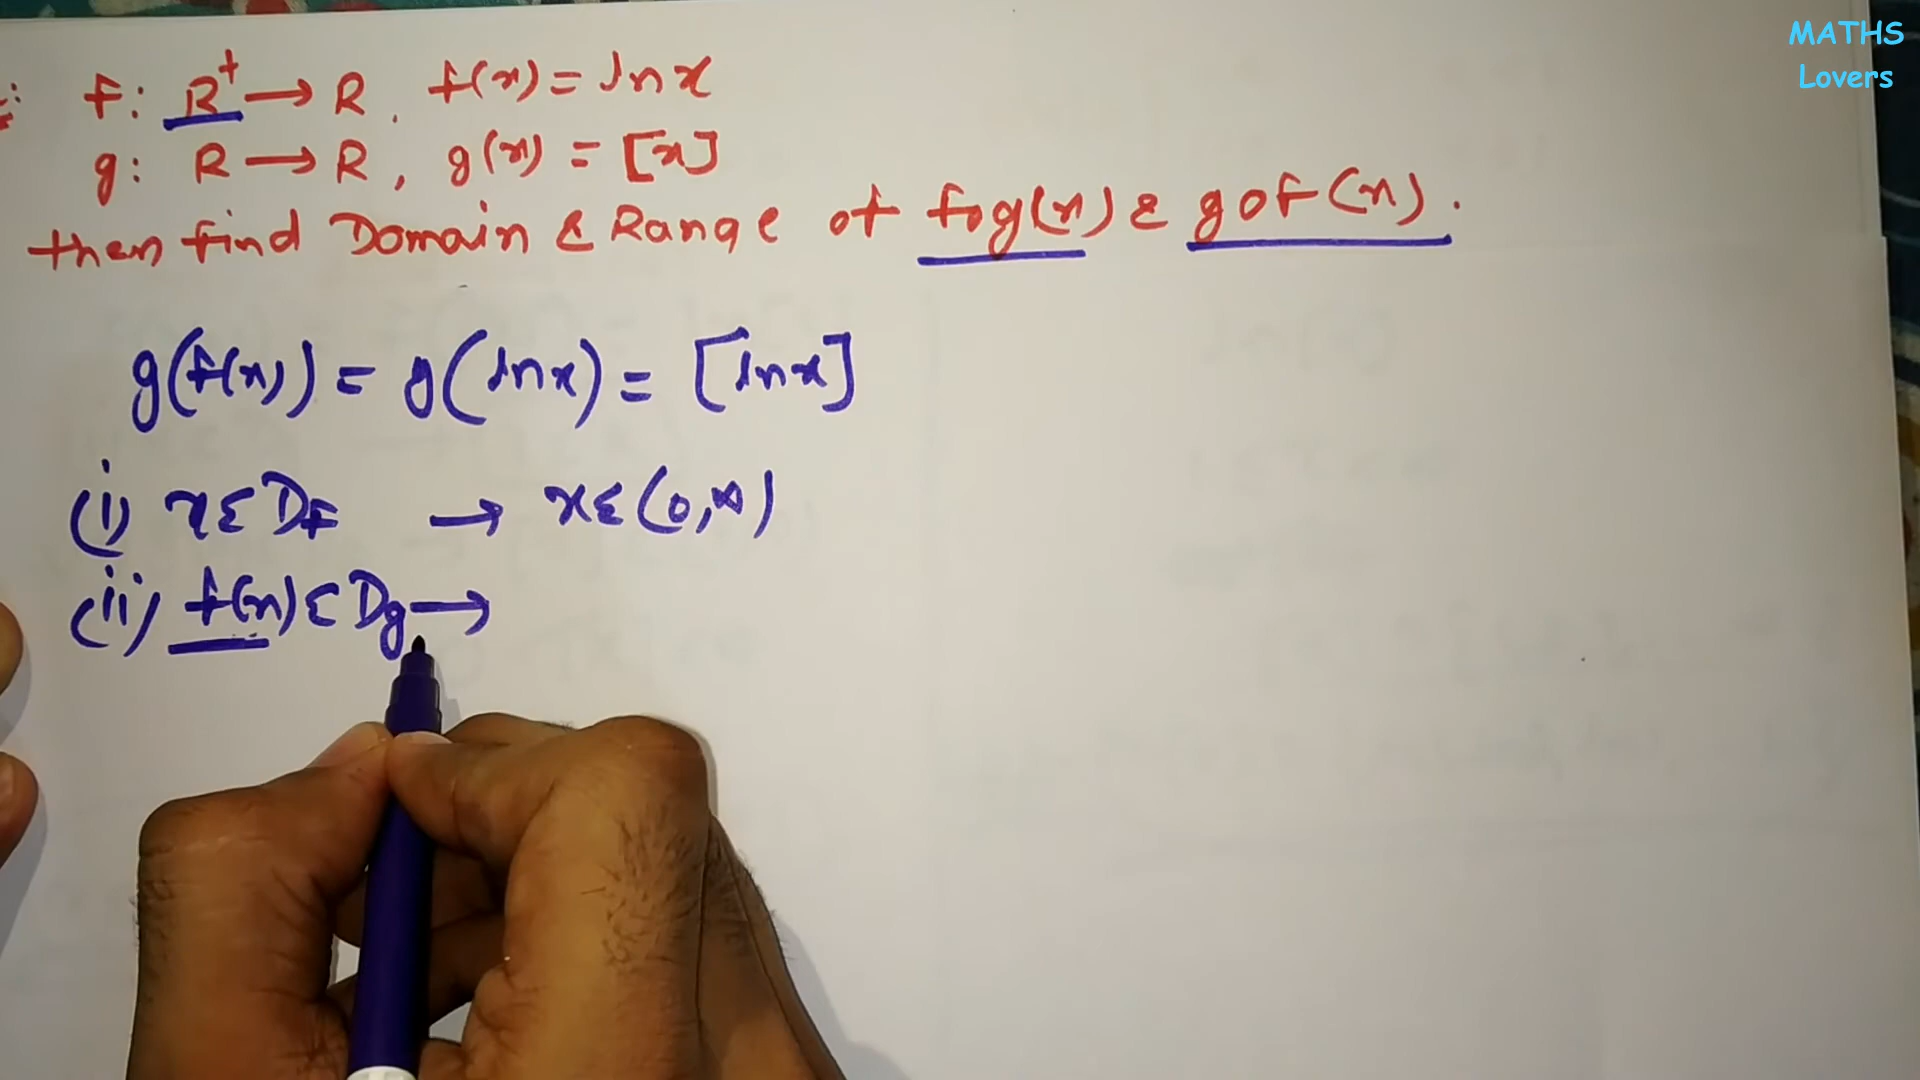 f: R⁺ → R, f(x) = ln x
g: R → R, g(x) = [x]
then find Domain & Range of fog(x) & gof(x).
g(f(x)) = g(ln x) = [ln x]
(i) x ∈ Df → x ∈ (0, ∞)
(ii) f(x) ∈ Dg →
MATHS
Lovers